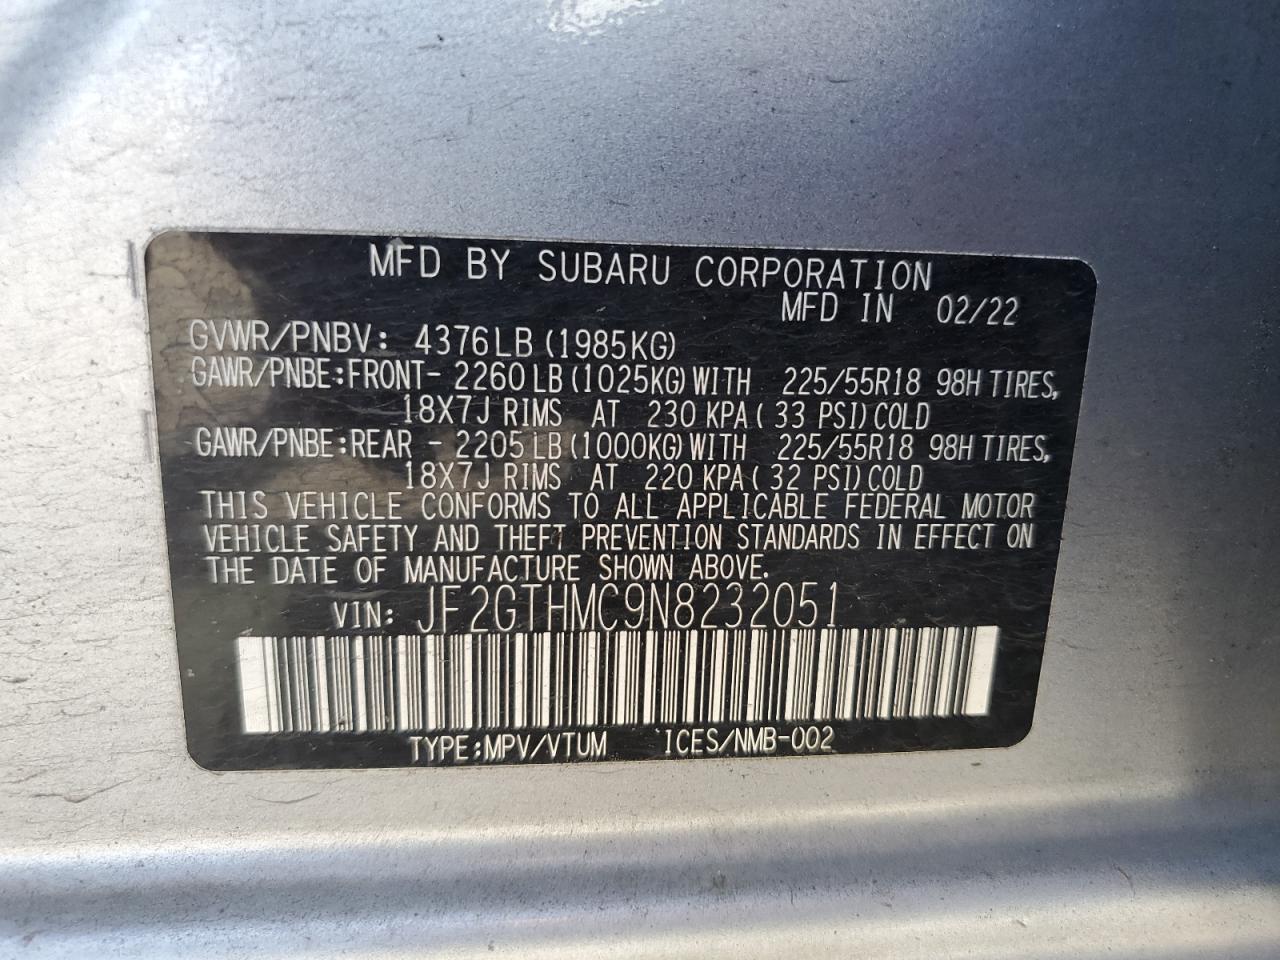 MFD BY SUBARU CORPORATION
MFD IN 02/22
GVWR/PNBV: 4376LB (1985KG)
GAWR/PNBE:FRONT- 2260 LB (1025KG) WITH 225/55R18 98H TIRES,
18X7J RIMS AT 230 KPA ( 33 PSI) COLD
GAWR/PNBE:REAR - 2205 LB (1000KG) WITH 225/55R18 98H TIRES,
18X7J RIMS AT 220 KPA ( 32 PSI) COLD
THIS VEHICLE CONFORMS TO ALL APPLICABLE FEDERAL MOTOR
VEHICLE SAFETY AND THEFT PREVENTION STANDARDS IN EFFECT ON
THE DATE OF MANUFACTURE SHOWN ABOVE.
VIN: JF2GTHMC9N8232051
TYPE:MPV/VTUM ICES/NMB-002